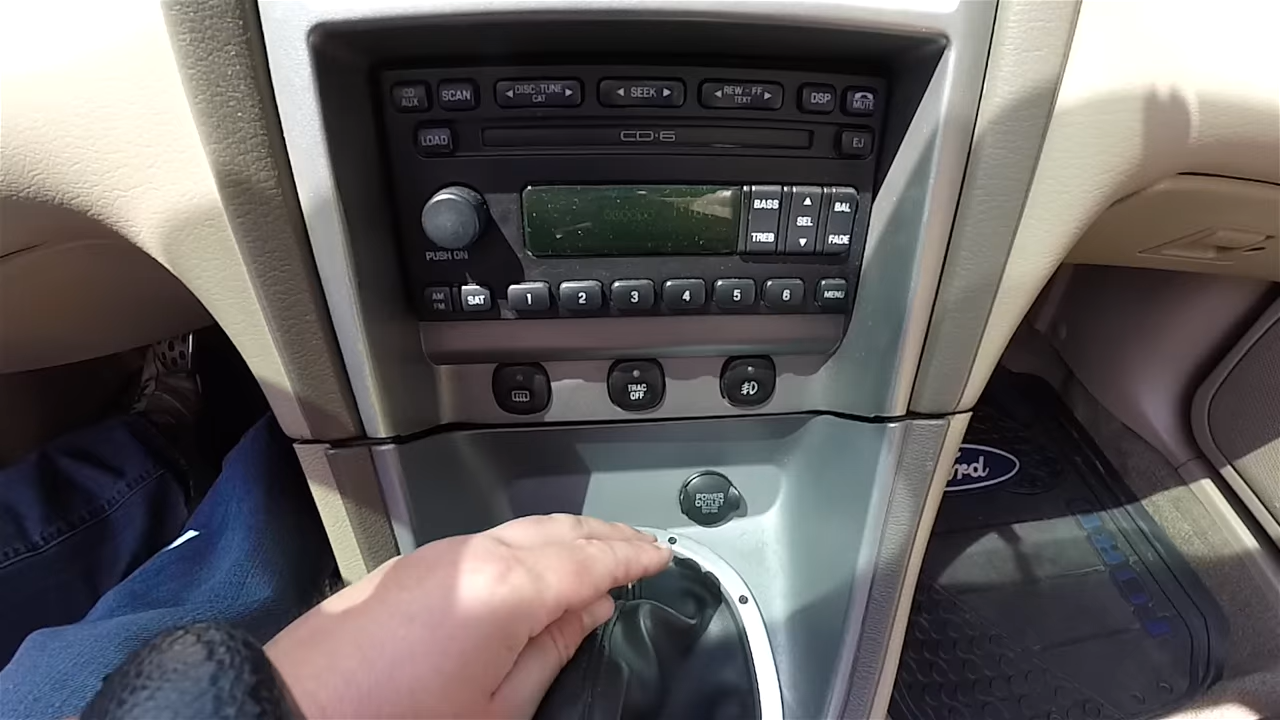 CD AUX
SCAN
DISC-TUNE
CAT
SEEK
REW - FF
TEXT
DSP
MUTE
LOAD
CD·6
EJ
BASS
SEL
BAL
TREB
FADE
PUSH ON
AM FM
SAT
1
2
3
4
5
6
MENU
TRAC
OFF
POWER
OUTLET